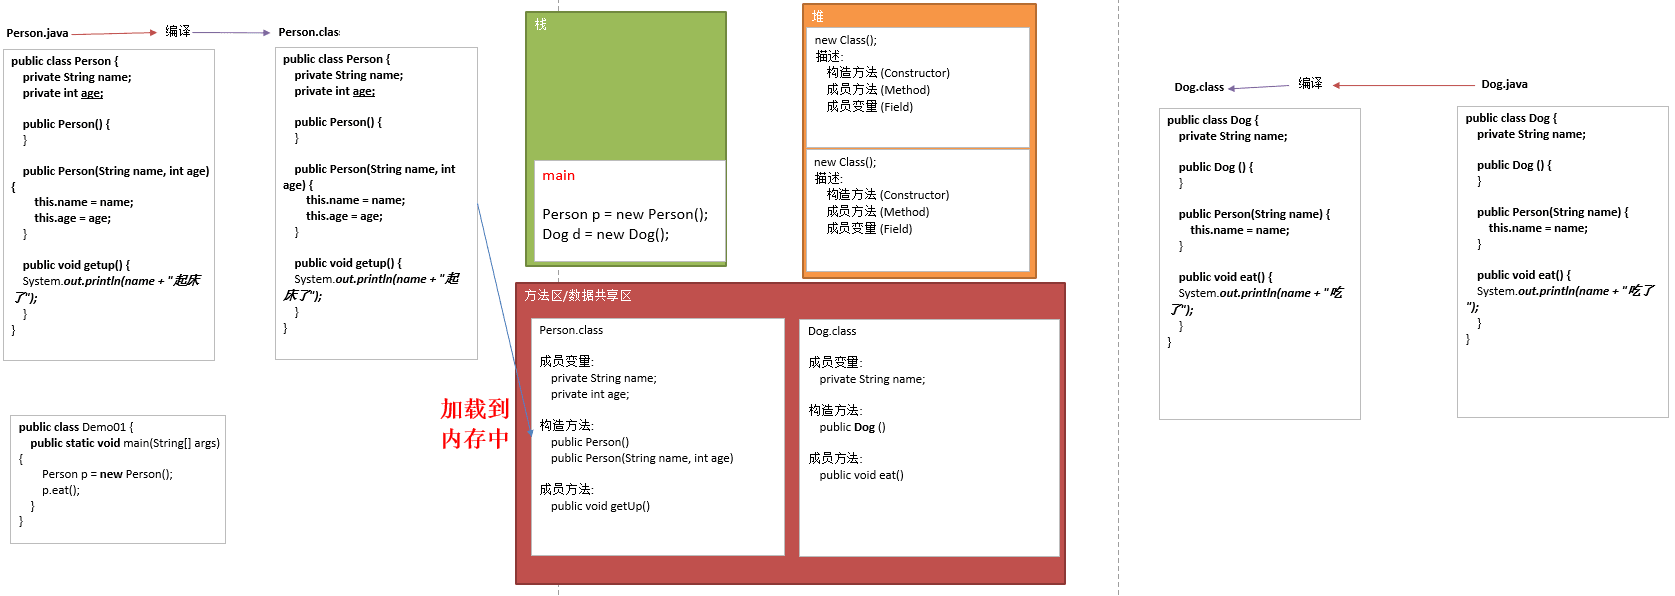 Person.java
编译
Person.clas
public class Person {
private String name;
private int age;
public Person() {
}
public Person(String name, int age)
{
this.name = name;
this.age = age;
}
public void getup() {
System.out.println(name + "起床
了");
}
}
public class Person {
private String name;
private int age;
public Person() {
}
public Person(String name, int
age) {
this.name = name;
this.age = age;
}
public void getup() {
System.out.println(name + "起
床了");
}
}
public class Demo01 {
public static void main(String[] args)
{
Person p = new Person();
p.eat();
}
}
加载到
内存中
栈
main
Person p = new Person();
Dog d = new Dog();
堆
new Class();
描述:
构造方法 (Constructor)
成员方法 (Method)
成员变量 (Field)
new Class();
描述:
构造方法 (Constructor)
成员方法 (Method)
成员变量 (Field)
方法区/数据共享区
Person.class
成员变量:
private String name;
private int age;
构造方法:
public Person()
public Person(String name, int age)
成员方法:
public void getUp()
Dog.class
成员变量:
private String name;
构造方法:
public Dog ()
成员方法:
public void eat()
Dog.class
编译
Dog.java
public class Dog {
private String name;
public Dog () {
}
public Person(String name) {
this.name = name;
}
public void eat() {
System.out.println(name + "吃
了");
}
}
public class Dog {
private String name;
public Dog () {
}
public Person(String name) {
this.name = name;
}
public void eat() {
System.out.println(name + "吃了
");
}
}